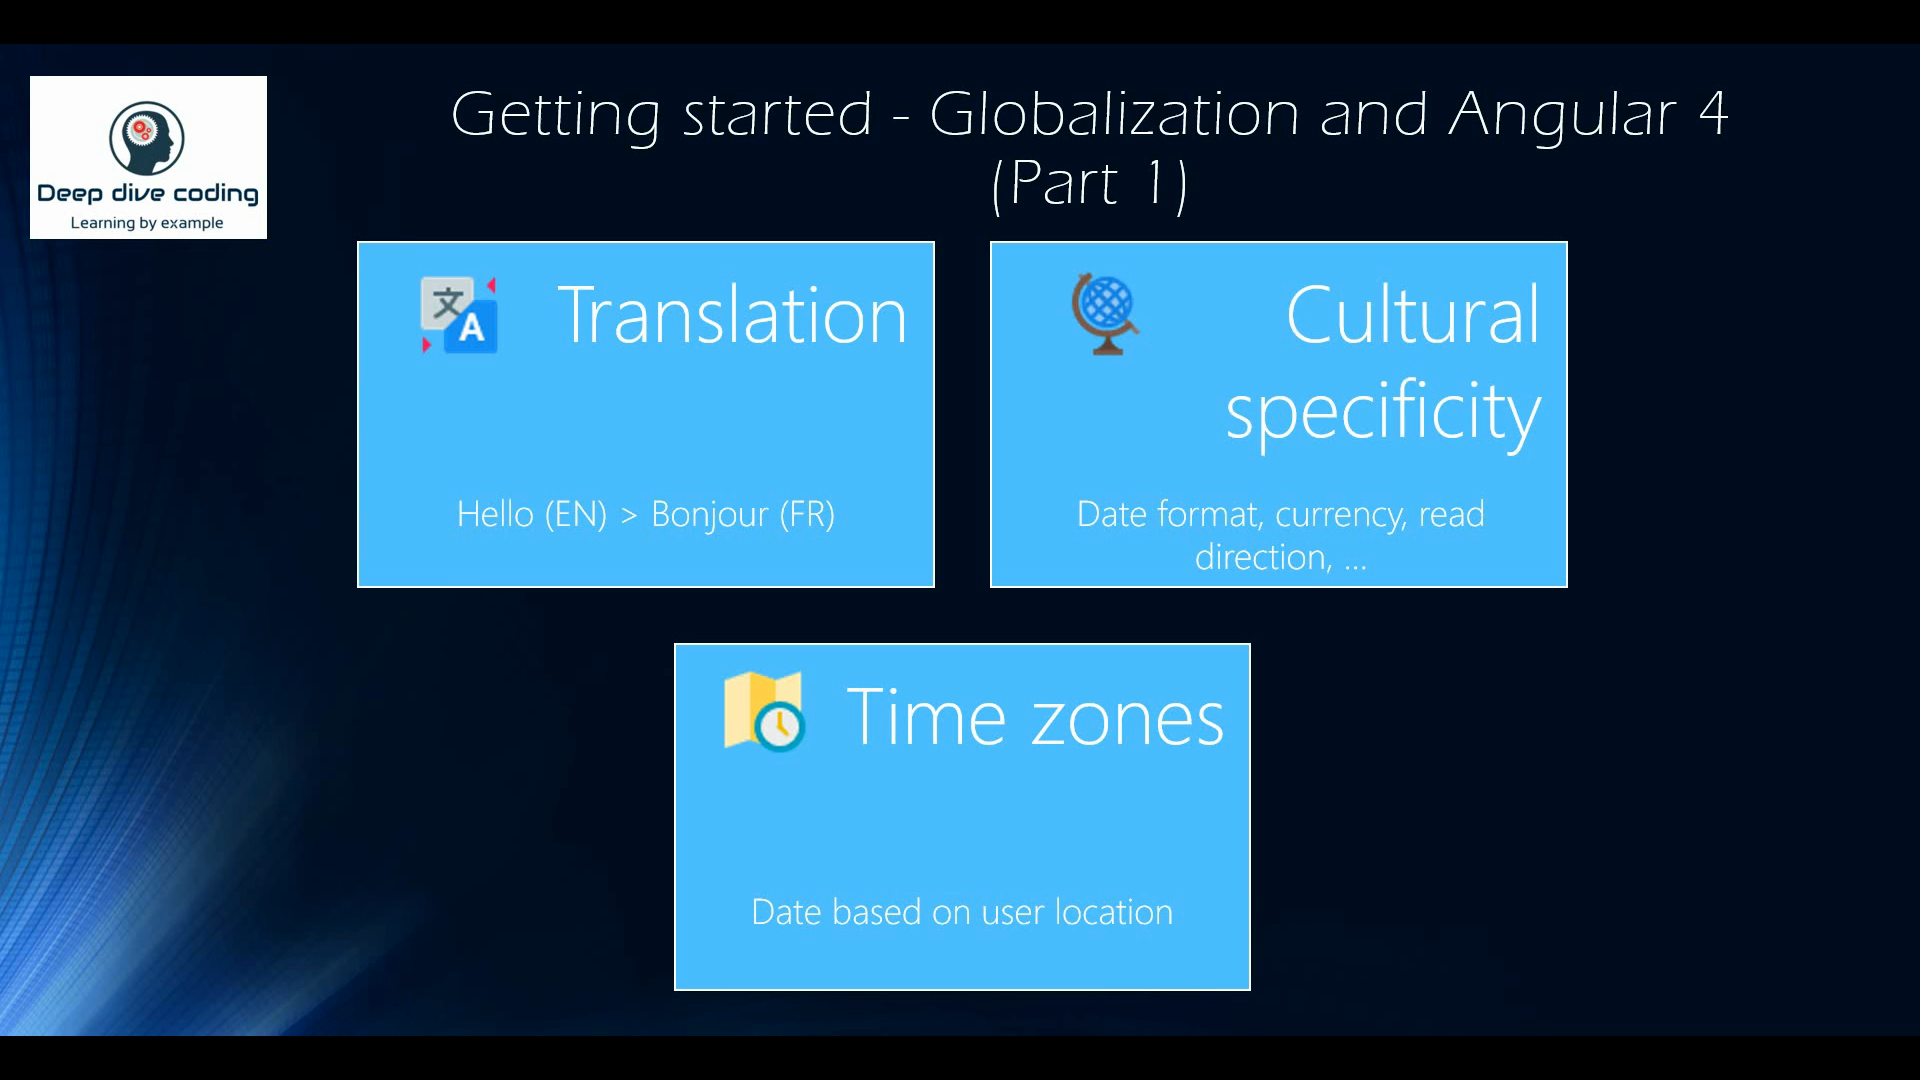 Deep dive coding
Learning by example
Getting started - Globalization and Angular 4
(Part 1)
文
A
Translation
Hello (EN) > Bonjour (FR)
Cultural
specificity
Date format, currency, read
direction, ...
Time zones
Date based on user location